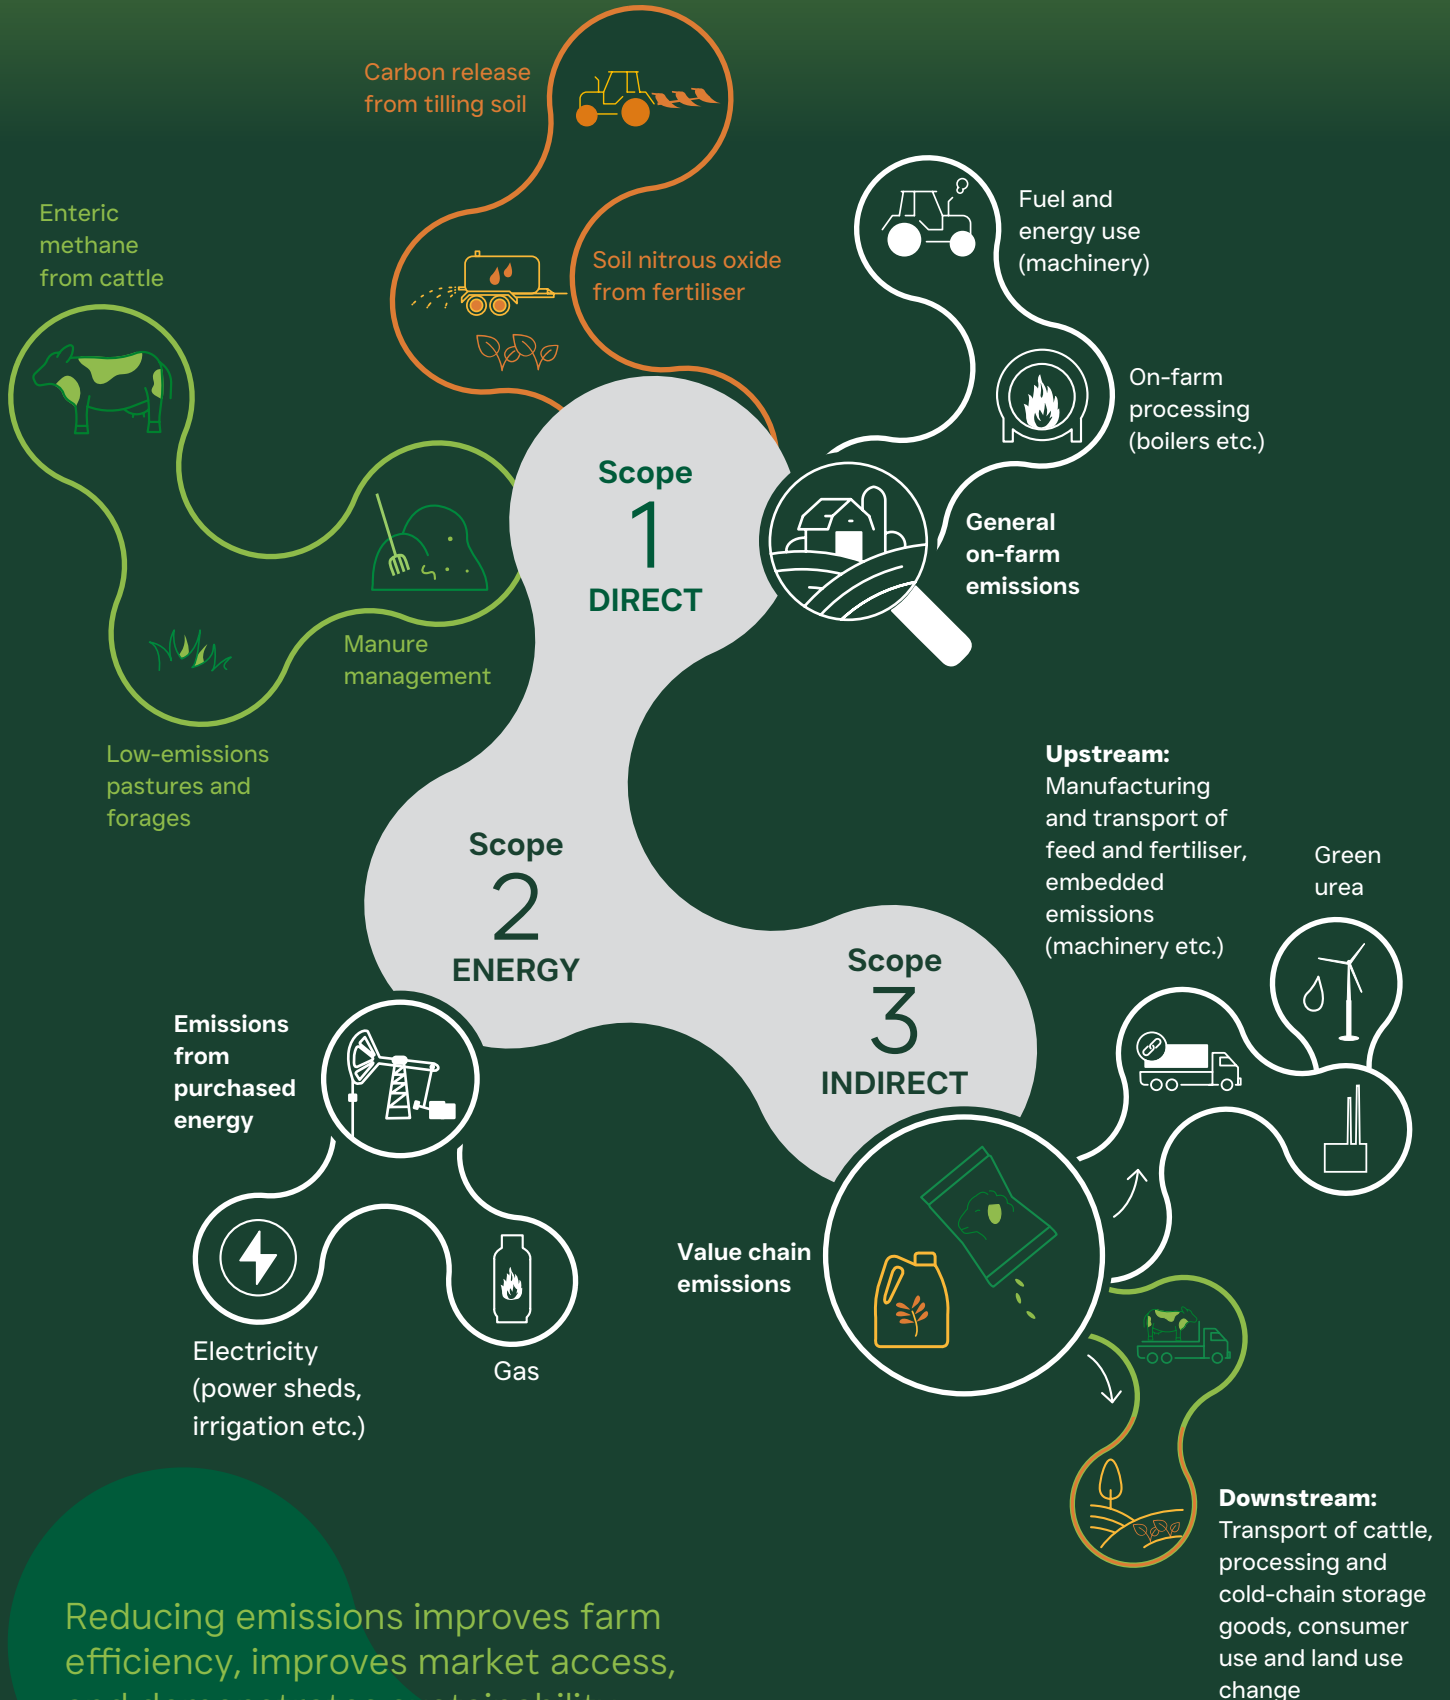 Carbon release
from tilling soil
Enteric
methane
from cattle
Soil nitrous oxide
from fertiliser
Fuel and
energy use
(machinery)
On-farm
processing
(boilers etc.)
Scope
1
DIRECT
General
on-farm
emissions
Manure
management
Low-emissions
pastures and
forages
Scope
2
ENERGY
Upstream:
Manufacturing
and transport of
feed and fertiliser,
embedded
emissions
(machinery etc.)
Green
urea
Scope
3
INDIRECT
Emissions
from
purchased
energy
Value chain
emissions
Electricity
(power sheds,
irrigation etc.)
Gas
Downstream:
Transport of cattle,
processing and
cold-chain storage
goods, consumer
use and land use
change
Reducing emissions improves farm
efficiency, improves market access,